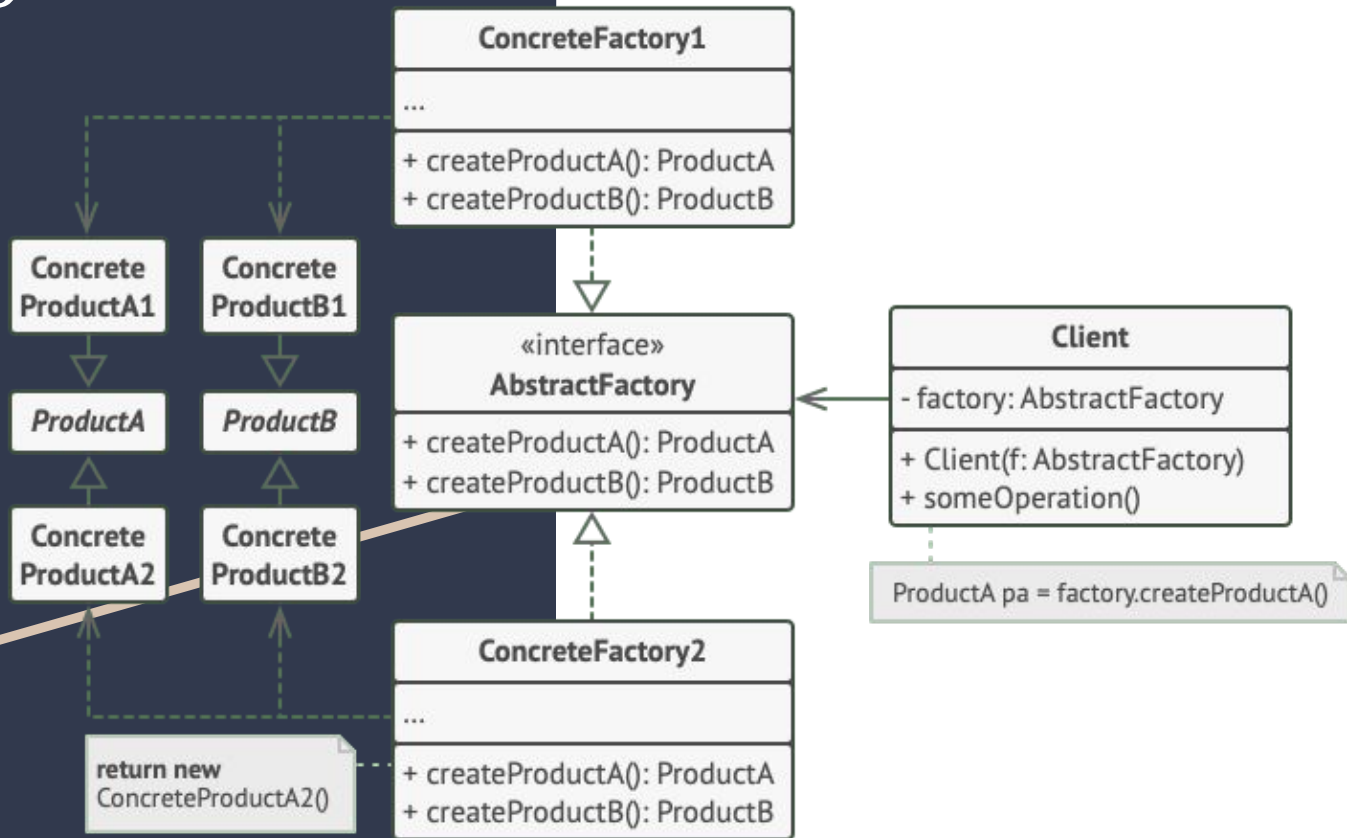 ConcreteFactory1
...
+ createProductA(): ProductA
+ createProductB(): ProductB
Concrete
ProductA1
Concrete
ProductB1
«interface»
AbstractFactory
+ createProductA(): ProductA
+ createProductB(): ProductB
Client
- factory: AbstractFactory
+ Client(f: AbstractFactory)
+ someOperation()
ProductA
ProductB
Concrete
ProductA2
Concrete
ProductB2
ProductA pa = factory.createProductA()
ConcreteFactory2
...
+ createProductA(): ProductA
+ createProductB(): ProductB
return new
ConcreteProductA2()